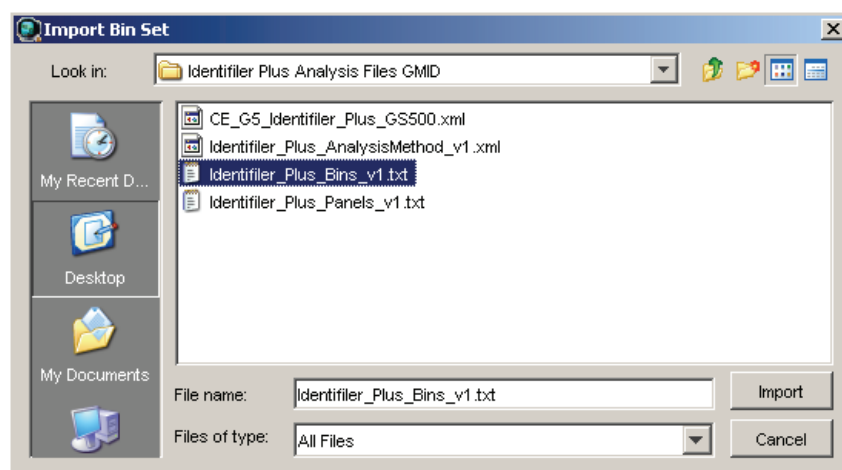 Import Bin Set
Look in: Identifiler Plus Analysis Files GMID
CE_G5_Identifiler_Plus_GS500.xml
Identifiler_Plus_AnalysisMethod_v1.xml
Identifiler_Plus_Bins_v1.txt
Identifiler_Plus_Panels_v1.txt
My Recent D...
Desktop
My Documents
File name: Identifiler_Plus_Bins_v1.txt Import
Files of type: All Files Cancel